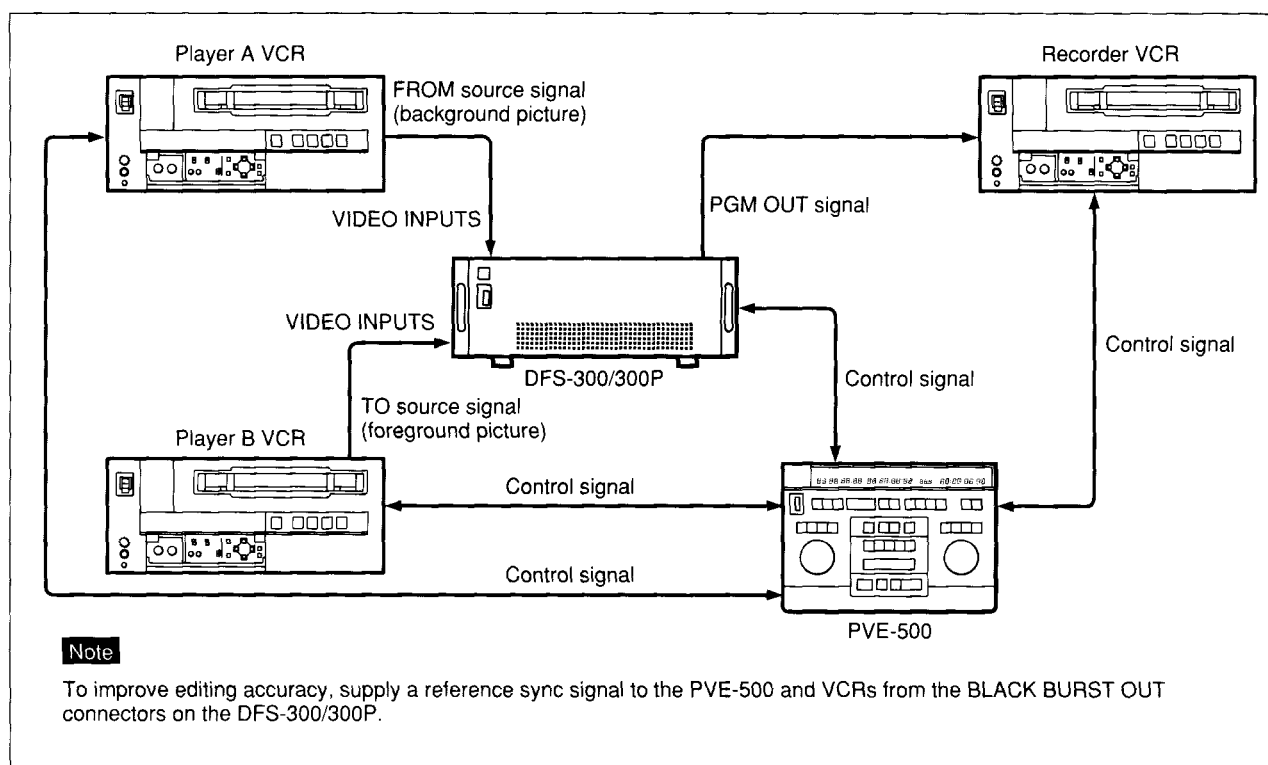 Player A VCR
FROM source signal
(background picture)
VIDEO INPUTS
Recorder VCR
PGM OUT signal
VIDEO INPUTS
DFS-300/300P
Control signal
Control signal
TO source signal
(foreground picture)
Player B VCR
Control signal
Control signal
PVE-500
Note
To improve editing accuracy, supply a reference sync signal to the PVE-500 and VCRs from the BLACK BURST OUT
connectors on the DFS-300/300P.